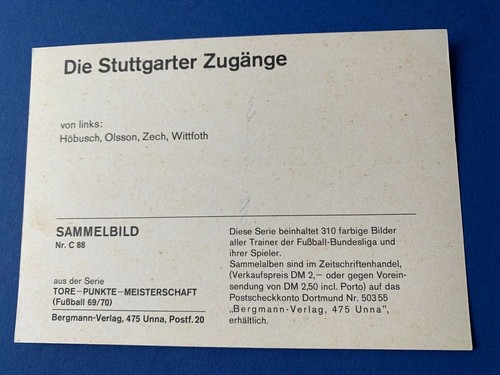 Die Stuttgarter Zugänge
von links:
Höbusch, Olsson, Zech, Wittfoth
SAMMELBILD
Nr. C 88
aus der Serie
TORE–PUNKTE–MEISTERSCHAFT
(Fußball 69/70)
Bergmann-Verlag, 475 Unna, Postf. 20
Diese Serie beinhaltet 310 farbige Bilder
aller Trainer der Fußball-Bundesliga und
ihrer Spieler.
Sammelalben sind im Zeitschriftenhandel,
(Verkaufspreis DM 2,– oder gegen Vorein-
sendung von DM 2,50 incl. Porto) auf das
Postscheckkonto Dortmund Nr. 503 55
„Bergmann-Verlag, 475 Unna",
erhältlich.